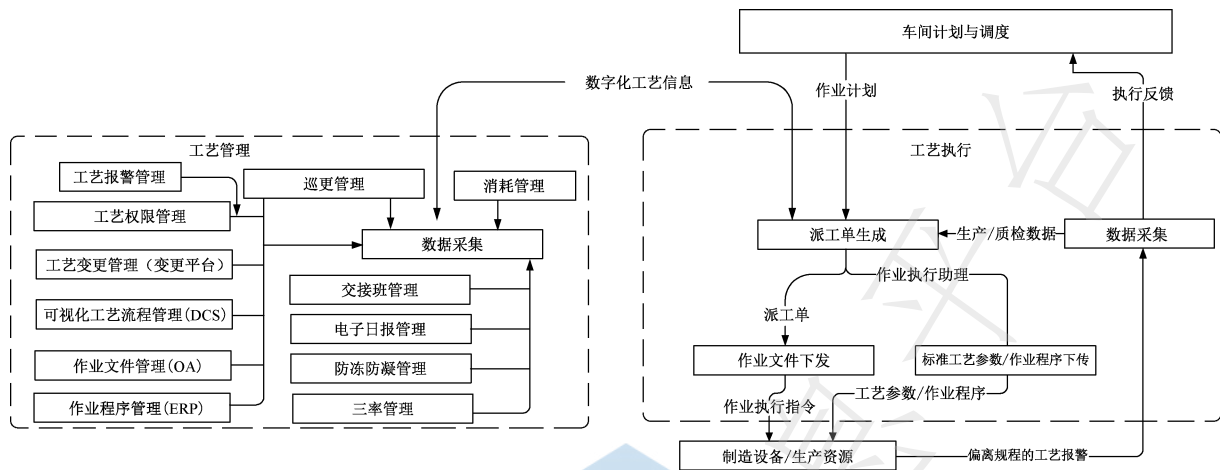 车间计划与调度
数字化工艺信息
作业计划
执行反馈
工艺管理
工艺执行
工艺报警管理
巡更管理
消耗管理
工艺权限管理
数据采集
派工单生成
生产/质检数据
数据采集
工艺变更管理（变更平台）
作业执行助理
交接班管理
可视化工艺流程管理(DCS)
派工单
电子日报管理
作业文件管理(OA)
防冻防凝管理
作业文件下发
标准工艺参数/作业程序下传
工艺参数/作业程序
作业程序管理(ERP)
三率管理
作业执行指令
制造设备/生产资源
偏离规程的工艺报警